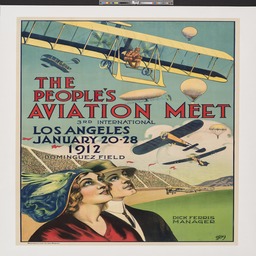 THE
PEOPLE'S
AVIATION MEET
3RD INTERNATIONAL
LOS ANGELES
JANUARY 20-28
1912
DOMINGUEZ FIELD
DICK FERRIS
MANAGER